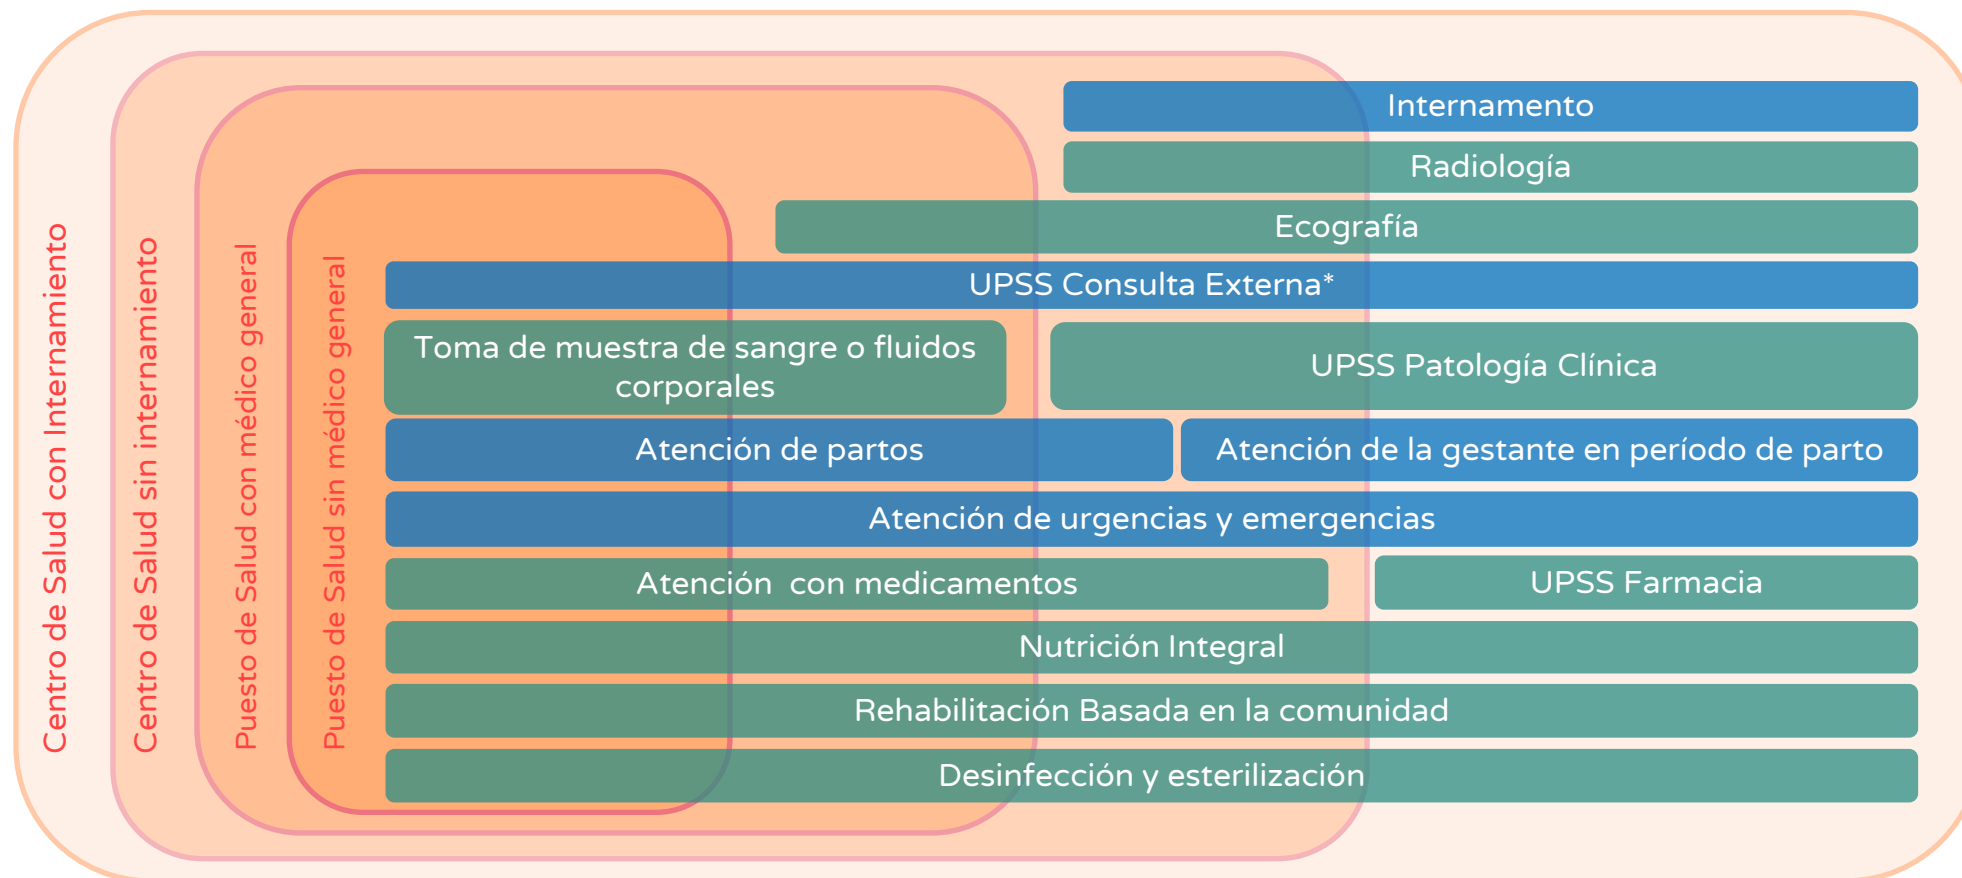 Centro de Salud con Internamiento
Centro de Salud sin internamiento
Puesto de Salud con médico general
Puesto de Salud sin médico general
Internamento
Radiología
Ecografía
UPSS Consulta Externa*
Toma de muestra de sangre o fluidos
corporales
UPSS Patología Clínica
Atención de partos
Atención de la gestante en período de parto
Atención de urgencias y emergencias
Atención con medicamentos
UPSS Farmacia
Nutrición Integral
Rehabilitación Basada en la comunidad
Desinfección y esterilización